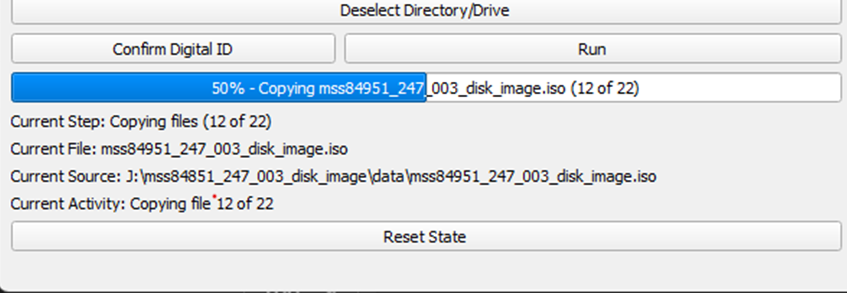 Deselect Directory/Drive
Confirm Digital ID
Run
50% - Copying mss84951_247_003_disk_image.iso (12 of 22)
Current Step: Copying files (12 of 22)
Current File: mss84951_247_003_disk_image.iso
Current Source: J:\mss84851_247_003_disk_image\data\mss84951_247_003_disk_image.iso
Current Activity: Copying file 12 of 22
Reset State